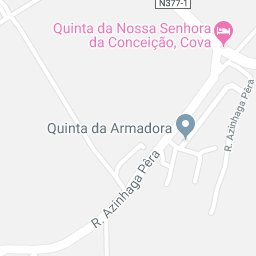 N377-1
Quinta da Nossa Senhora
da Conceição, Cova
Quinta da Armadora
R. Azinhaga Pêra
R. Azinhaga Pêra